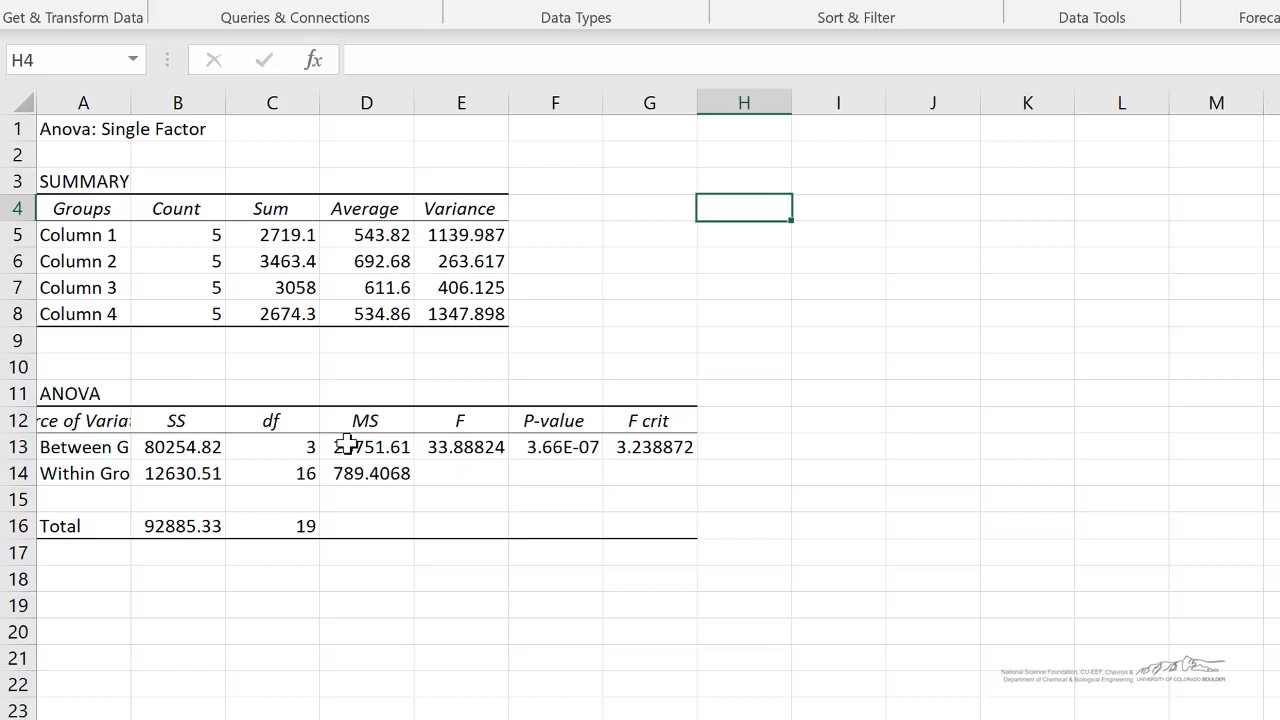 Get & Transform Data Queries & Connections Data Types Sort & Filter Data Tools Foreca
H4 fx
A B C D E F G H I J K L M
1 Anova: Single Factor
2
3 SUMMARY
4 Groups Count Sum Average Variance
5 Column 1 5 2719.1 543.82 1139.987
6 Column 2 5 3463.4 692.68 263.617
7 Column 3 5 3058 611.6 406.125
8 Column 4 5 2674.3 534.86 1347.898
9
10
11 ANOVA
12 rce of Variat SS df MS F P-value F crit
13 Between G 80254.82 3 751.61 33.88824 3.66E-07 3.238872
14 Within Gro 12630.51 16 789.4068
15
16 Total 92885.33 19
17
18
19
20
21
22
23
National Science Foundation, CU-EEF, Chevron &
Department of Chemical & Biological Engineering UNIVERSITY OF COLORADO BOULDER